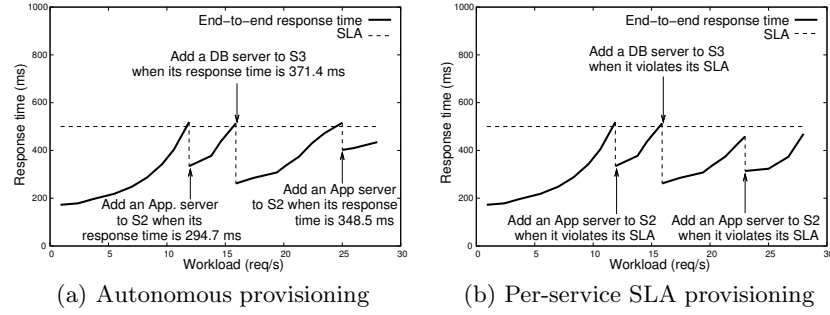 1000
800
600
400
200
0
Response time (ms)
End-to-end response time
SLA
Add a DB server to S3
when its response time is 371.4 ms
Add an App. server
to S2 when its
response time is 294.7 ms
Add an App server
to S2 when its response
time is 348.5 ms
0 5 10 15 20 25 30
Workload (req/s)
(a) Autonomous provisioning
1000
800
600
400
200
0
Response time (ms)
End-to-end response time
SLA
Add a DB server to S3
when it violates its SLA
Add an App server to S2
when it violates its SLA
Add an App server to S2
when it violates its SLA
0 5 10 15 20 25 30
Workload (req/s)
(b) Per-service SLA provisioning